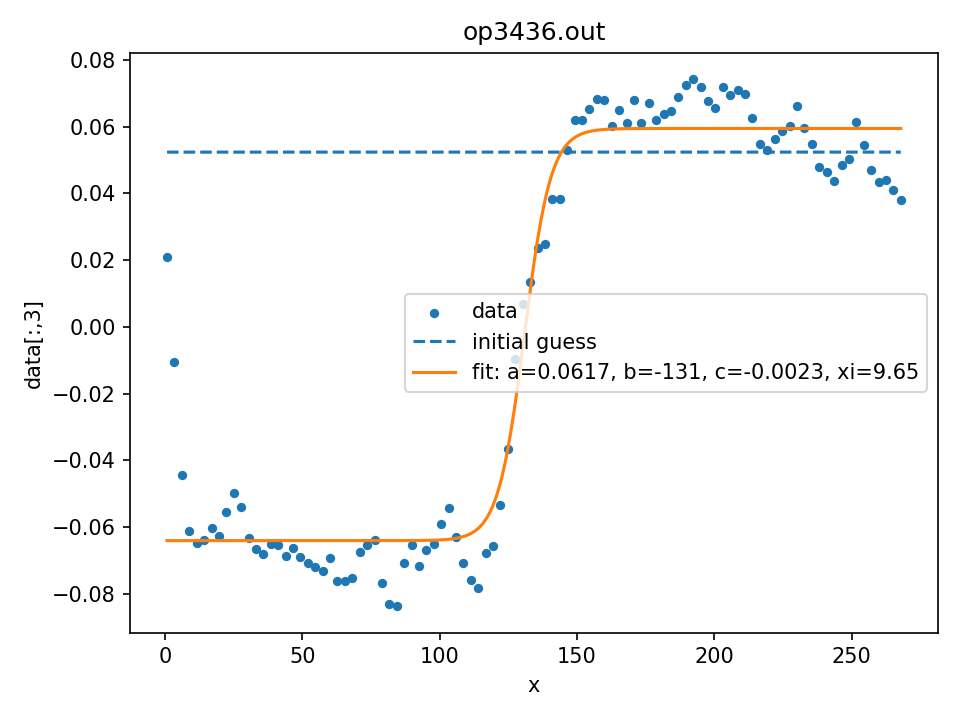 op3436.out
0.08
0.06
0.04
0.02
0.00
−0.02
−0.04
−0.06
−0.08
data[:,3]
data
initial guess
fit: a=0.0617, b=-131, c=-0.0023, xi=9.65
0 50 100 150 200 250
x